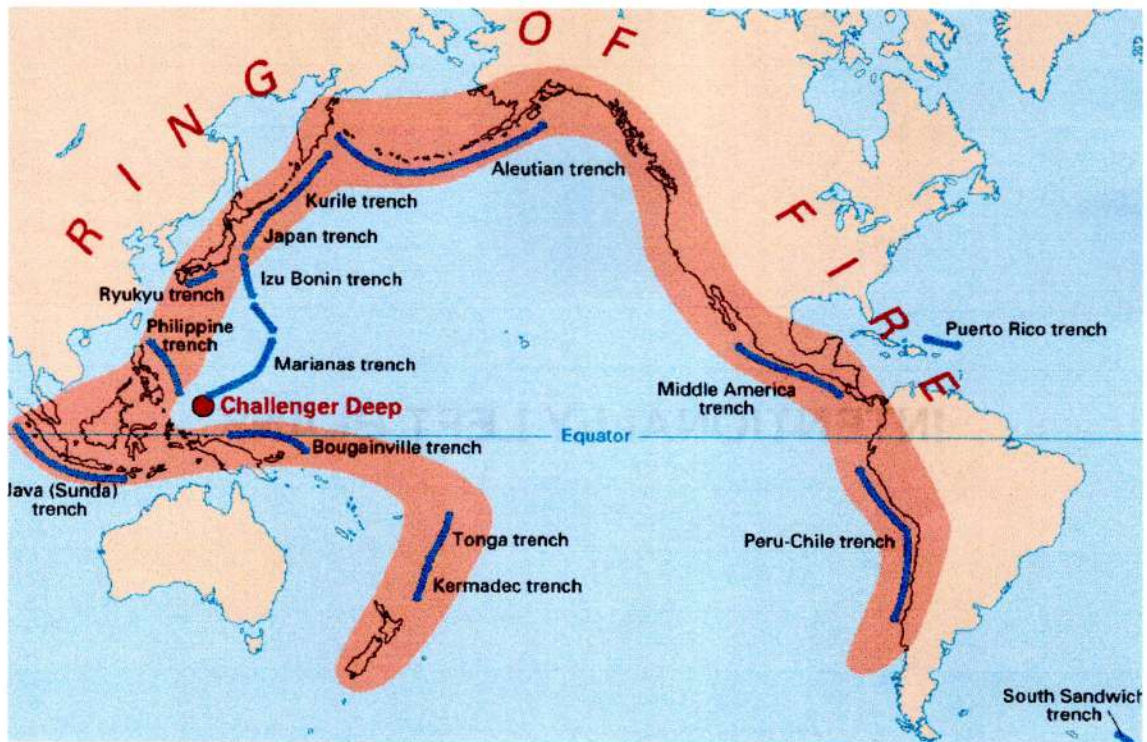 RING OF FIRE
Aleutian trench
Kurile trench
Japan trench
Izu Bonin trench
Ryukyu trench
Philippine
trench
Marianas trench
Challenger Deep
Bougainville trench
Equator
Java (Sunda)
trench
Tonga trench
Kermadec trench
Puerto Rico trench
Middle America
trench
Peru-Chile trench
South Sandwich
trench